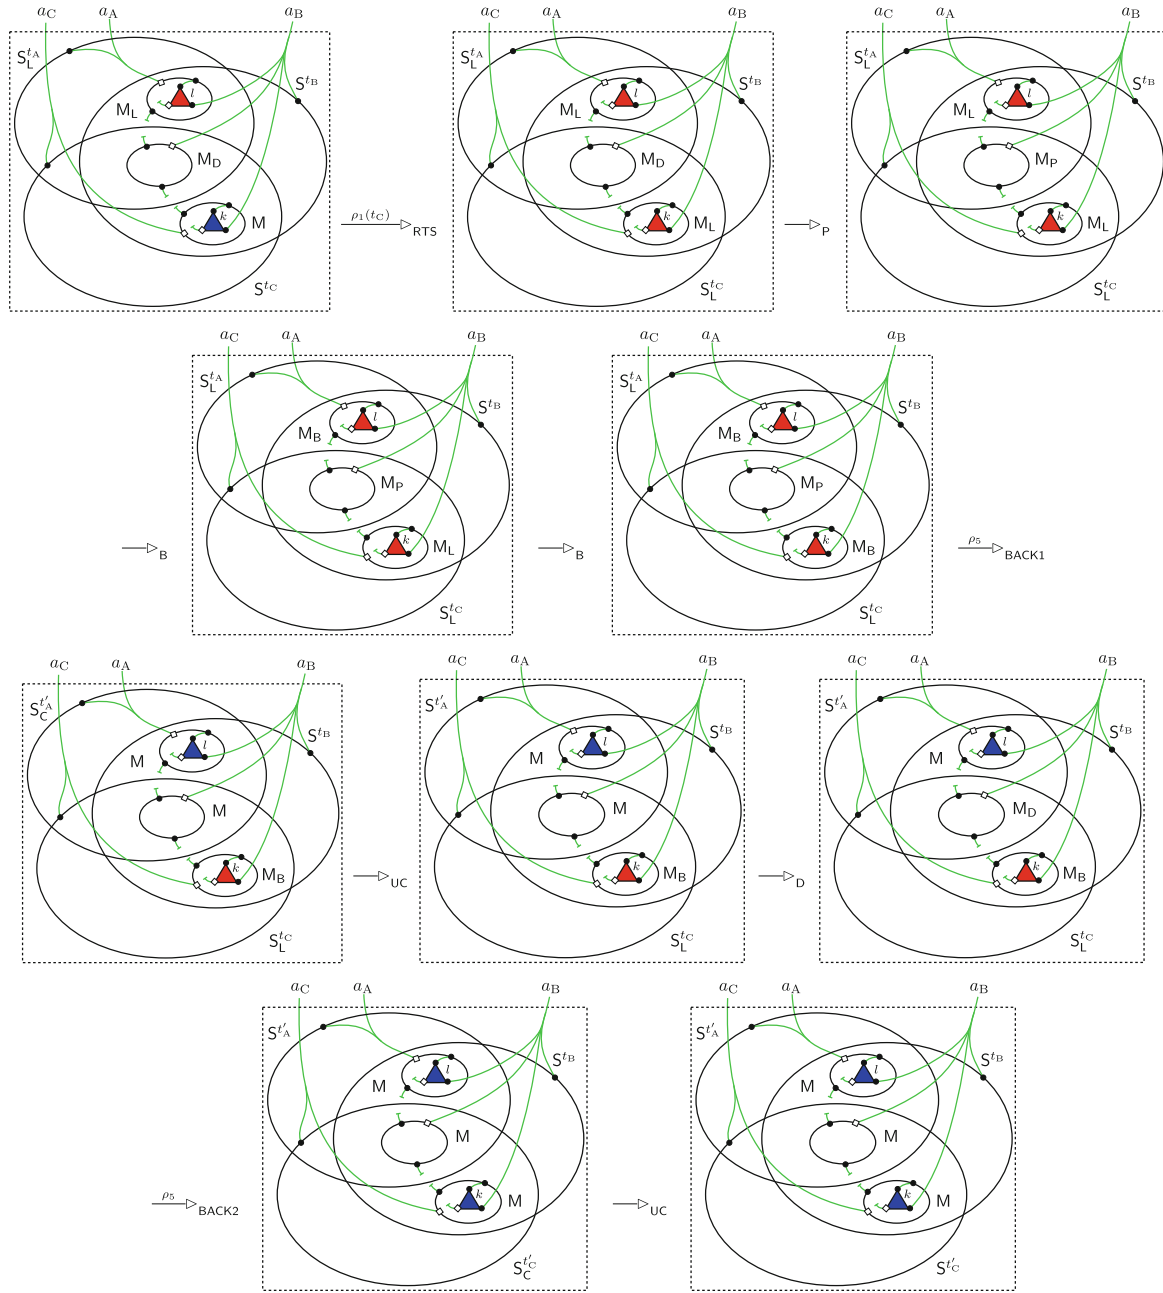 a_C a_A a_B a_C a_A a_B a_C a_A a_B
S_L^{t_A} S^{t_B} M_L l M_D k M S^{t_C}
ρ_1(t_C) RTS
S_L^{t_A} S^{t_B} M_L l M_D k M_L S_L^{t_C}
P
S_L^{t_A} S^{t_B} M_L l M_P k M_L S_L^{t_C}
a_C a_A a_B a_C a_A a_B
B
S_L^{t_A} S^{t_B} M_B l M_P k M_L S_L^{t_C}
B
S_L^{t_A} S^{t_B} M_B l M_P k M_B S_L^{t_C}
ρ_5 BACK1
a_C a_A a_B a_C a_A a_B a_C a_A a_B
S_C^{t'_A} S^{t_B} M l M k M_B S_L^{t_C}
UC
S^{t'_A} S^{t_B} M l M k M_B S_L^{t_C}
D
S^{t'_A} S^{t_B} M l M_D k M_B S_L^{t_C}
a_C a_A a_B a_C a_A a_B
ρ_5 BACK2
S^{t'_A} S^{t_B} M l M k M S_C^{t'_C}
UC
S^{t'_A} S^{t_B} M l M k M S^{t'_C}